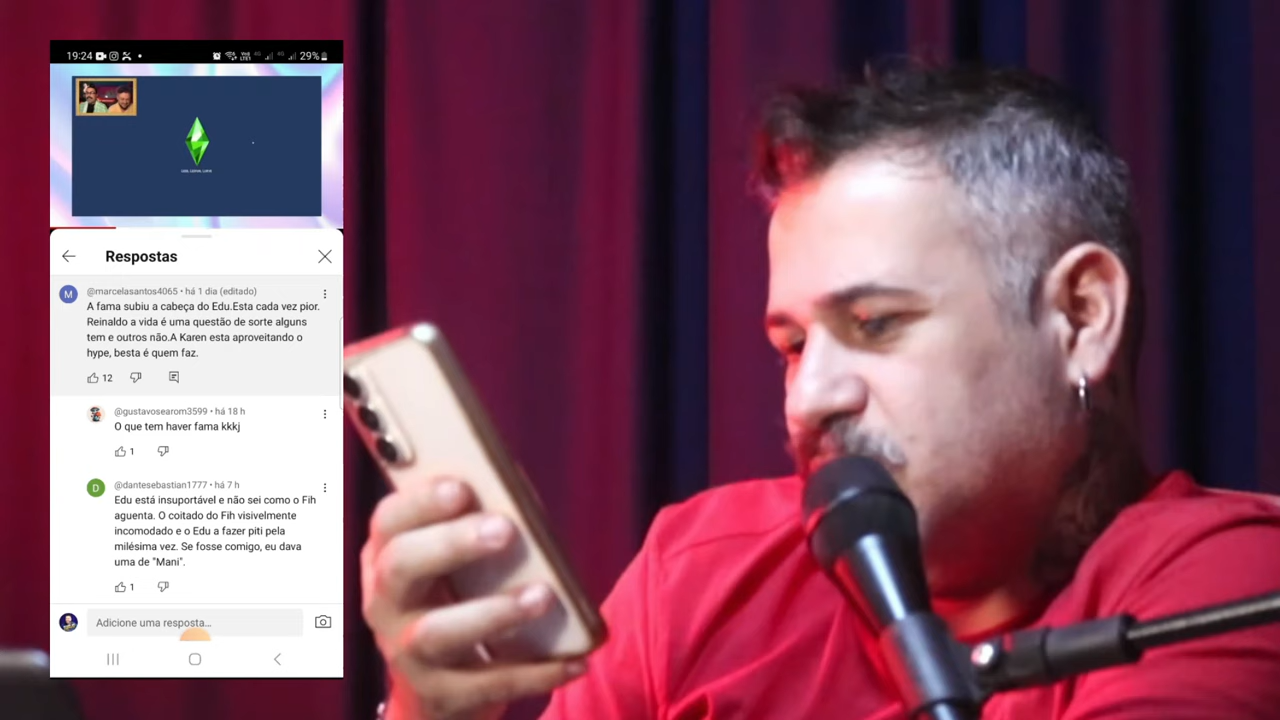 19:24
29%
Respostas
@marcelasantos4065 • há 1 dia (editado)
A fama subiu a cabeça do Edu.Esta cada vez pior.
Reinaldo a vida é uma questão de sorte alguns
tem e outros não.A Karen esta aproveitando o
hype, besta é quem faz.
12
@gustavosearom3599 • há 18 h
O que tem haver fama kkkj
1
@dantesebastian1777 • há 7 h
Edu está insuportável e não sei como o Fih
aguenta. O coitado do Fih visivelmente
incomodado e o Edu a fazer piti pela
milésima vez. Se fosse comigo, eu dava
uma de "Mani".
1
Adicione uma resposta...